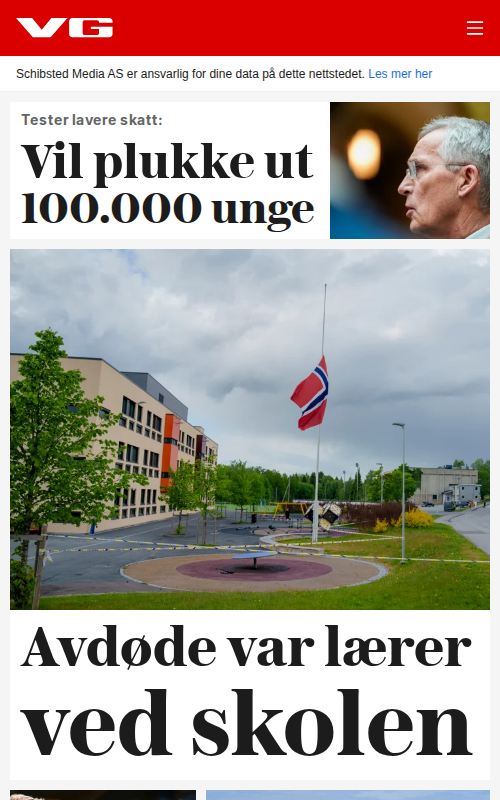 VG
Schibsted Media AS er ansvarlig for dine data på dette nettstedet. Les mer her
Tester lavere skatt:
Vil plukke ut
100.000 unge
Avdøde var lærer
ved skolen